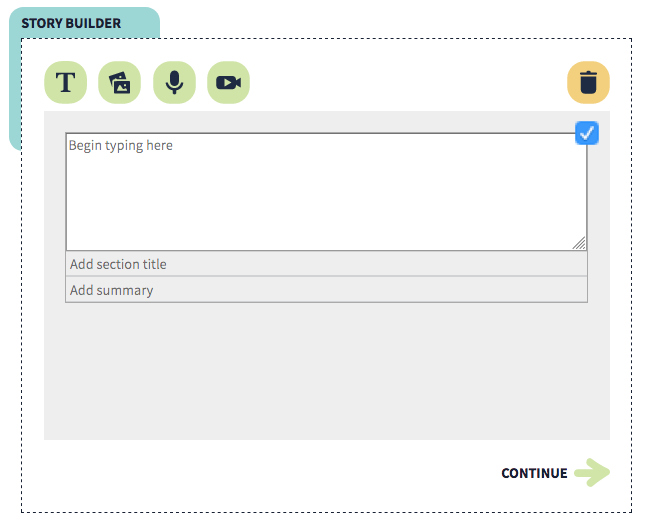 STORY BUILDER
T
Begin typing here
Add section title
Add summary
CONTINUE